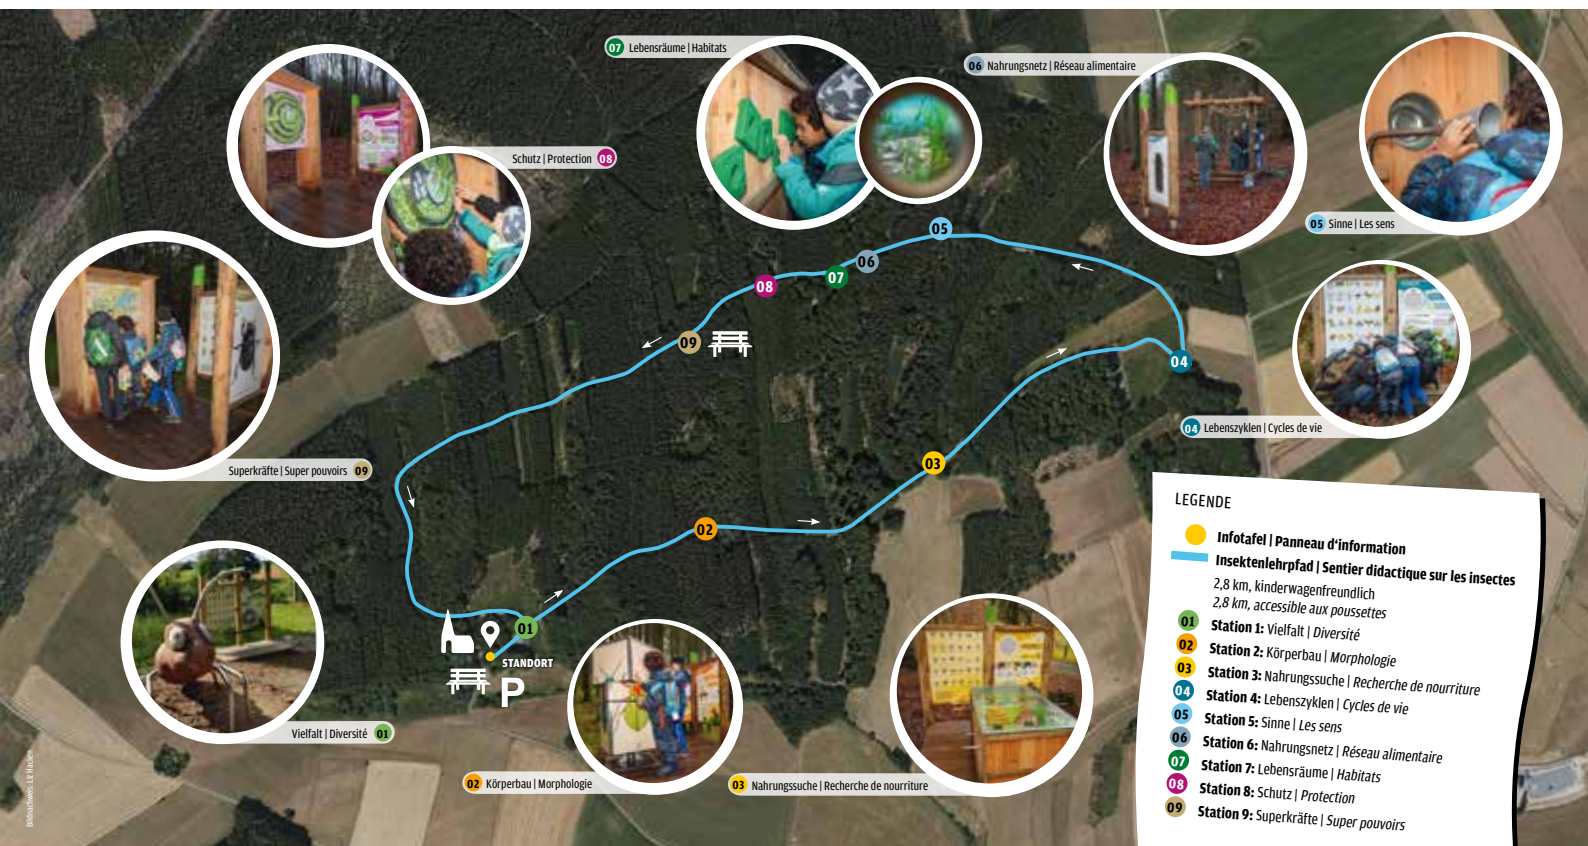 07 Lebensräume | Habitats
06 Nahrungsnetz | Réseau alimentaire
Schutz | Protection 08
05 Sinne | Les sens
05
06
07
08
09
04
04 Lebenszyklen | Cycles de vie
03
Superkräfte | Super pouvoirs 09
02
01
STANDORT
P
Vielfalt | Diversité 01
02 Körperbau | Morphologie
03 Nahrungssuche | Recherche de nourriture
LEGENDE
Infotafel | Panneau d'information
Insektenlehrpfad | Sentier didactique sur les insectes
2,8 km, kinderwagenfreundlich
2,8 km, accessible aux poussettes
01 Station 1: Vielfalt | Diversité
02 Station 2: Körperbau | Morphologie
03 Station 3: Nahrungssuche | Recherche de nourriture
04 Station 4: Lebenszyklen | Cycles de vie
05 Station 5: Sinne | Les sens
06 Station 6: Nahrungsnetz | Réseau alimentaire
07 Station 7: Lebensräume | Habitats
08 Station 8: Schutz | Protection
09 Station 9: Superkräfte | Super pouvoirs
Bildnachweis: Liz Hacken